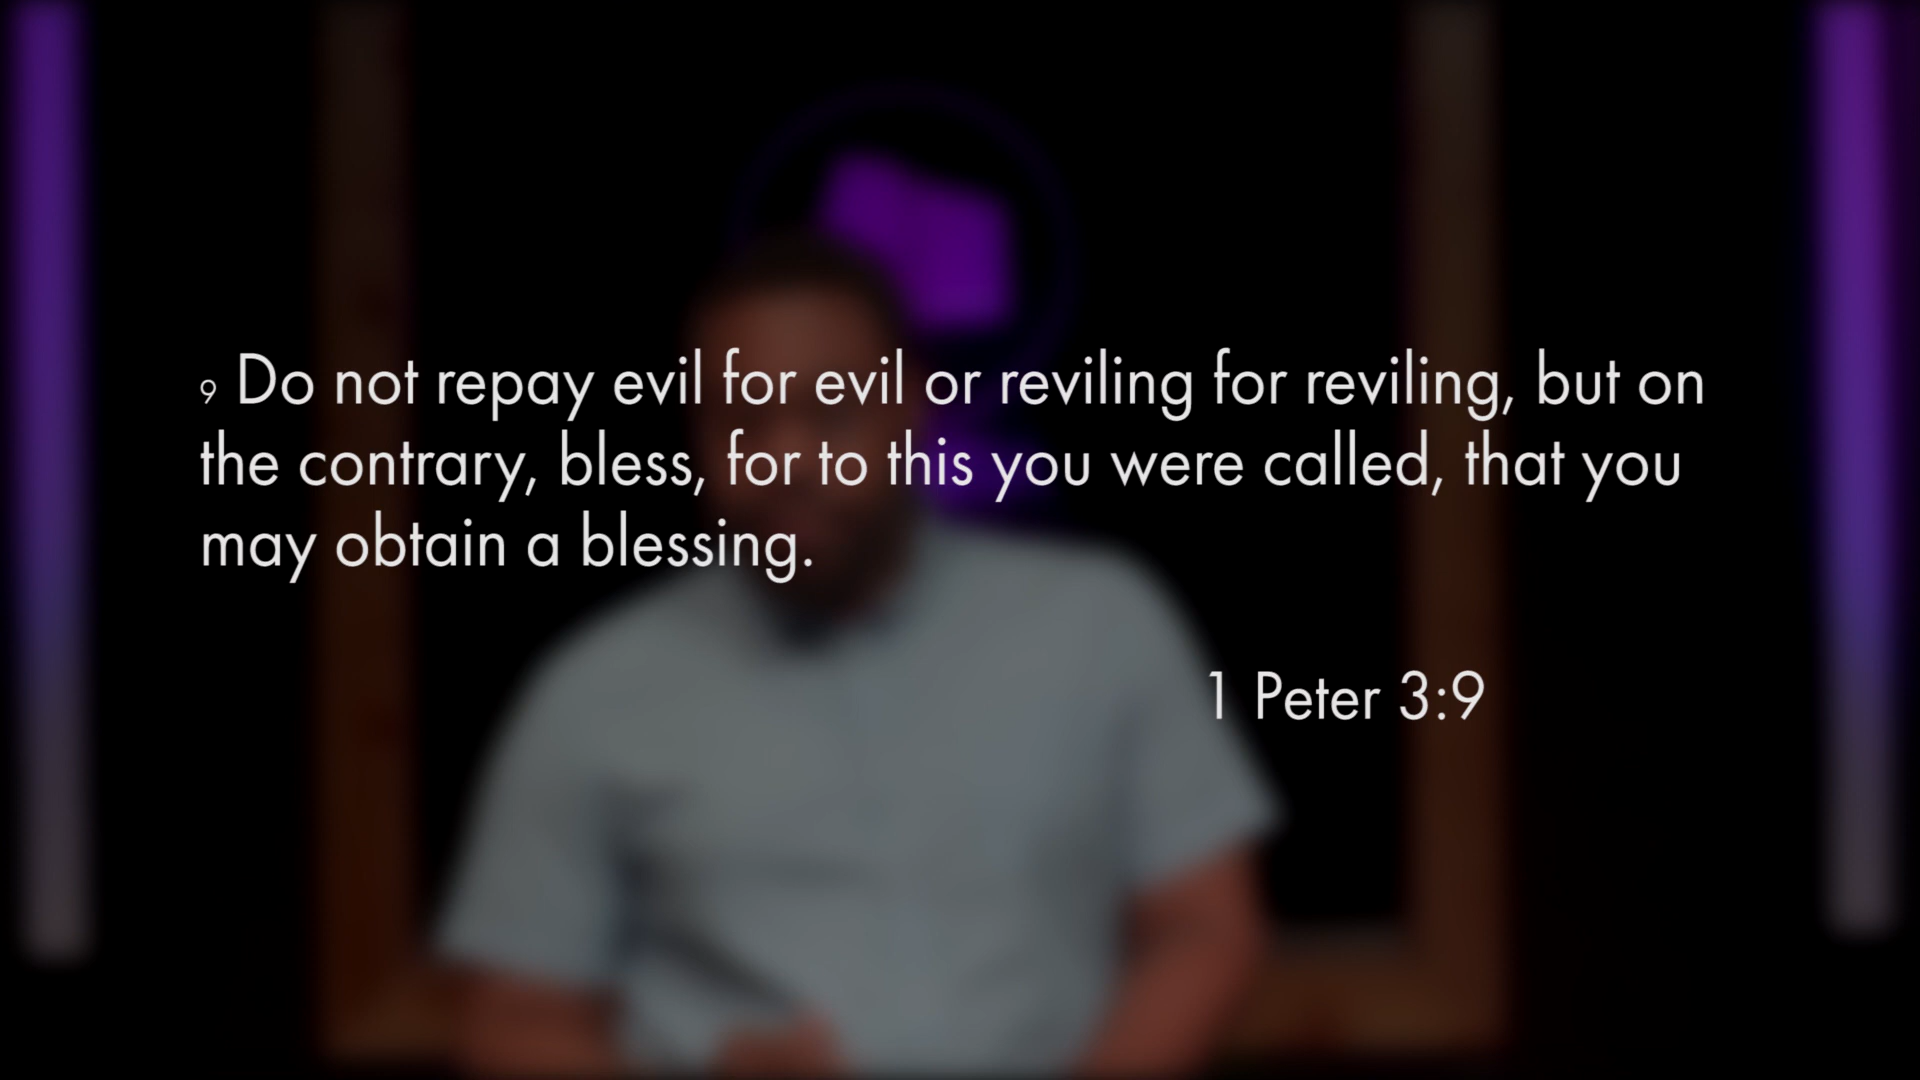 9 Do not repay evil for evil or reviling for reviling, but on
the contrary, bless, for to this you were called, that you
may obtain a blessing.
1 Peter 3:9